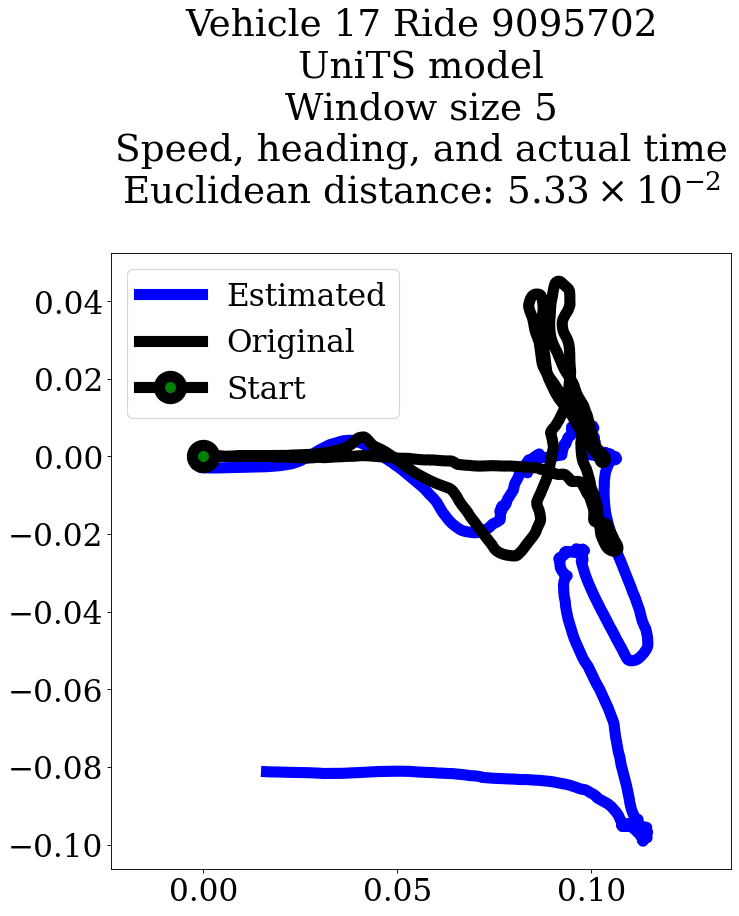 Vehicle 17 Ride 9095702
UniTS model
Window size 5
Speed, heading, and actual time
Euclidean distance: 5.33 × 10⁻²
Estimated
Original
Start
0.04
0.02
0.00
−0.02
−0.04
−0.06
−0.08
−0.10
0.00 0.05 0.10